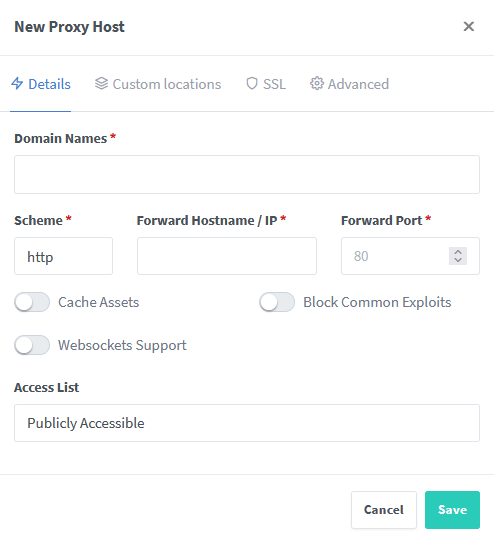 New Proxy Host
Details Custom locations SSL Advanced
Domain Names *
Scheme * Forward Hostname / IP * Forward Port *
http 80
Cache Assets Block Common Exploits
Websockets Support
Access List
Publicly Accessible
Cancel Save